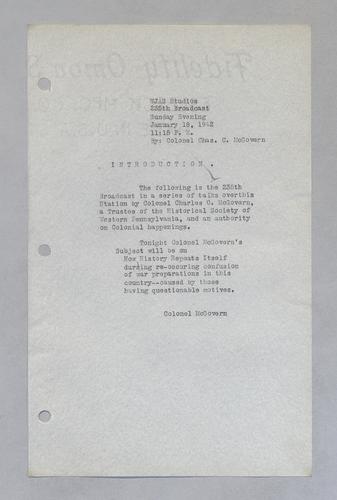 WJAS Studios
235th Broadcast
Sunday Evening
January 18, 1942
11:15 P. M.
By: Colonel Chas. C. McGovern
INTRODUCTION.
The following is the 235th
Broadcast in a series of talks overthis
Station by Colonel Charles C. McGovern,
a Trustee of the Historical Society of
Western Pennsylvania, and an authority
on Colonial happenings.
Tonight Colonel McGovern's
Subject will be on
How History Repeats Itself
during re-occuring confusion
of war preparations in this
country--caused by those
having questionable motives.
Colonel McGovern